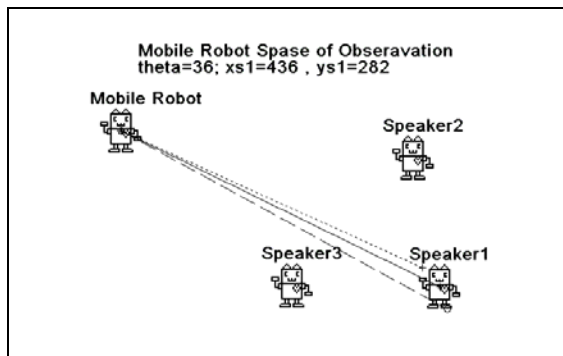 Mobile Robot Spase of Obseravation
theta=36; xs1=436 , ys1=282
Mobile Robot
Speaker2
Speaker3
Speaker1